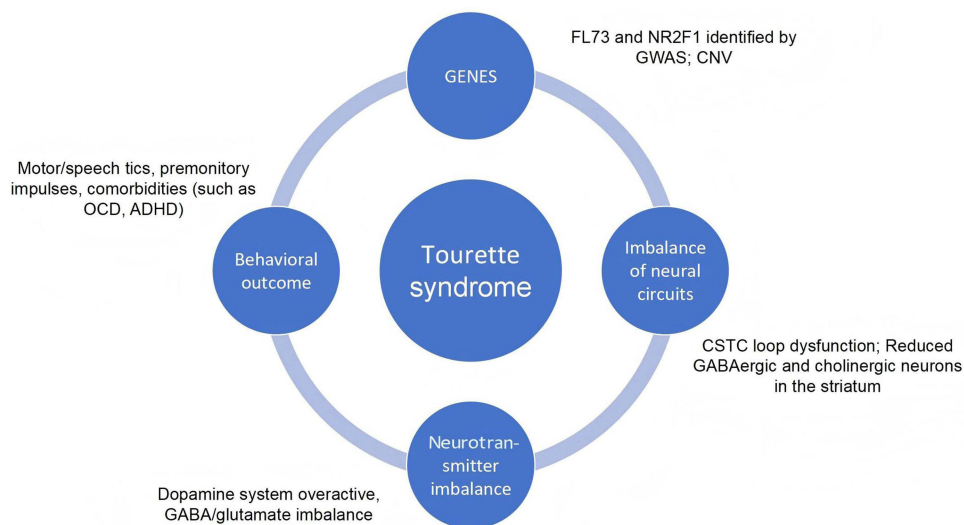 FL73 and NR2F1 identified by
GWAS; CNV
GENES
Motor/speech tics, premonitory
impulses, comorbidities (such as
OCD, ADHD)
Behavioral
outcome
Tourette
syndrome
Imbalance
of neural
circuits
CSTC loop dysfunction; Reduced
GABAergic and cholinergic neurons
in the striatum
Neurotran-
smitter
imbalance
Dopamine system overactive,
GABA/glutamate imbalance